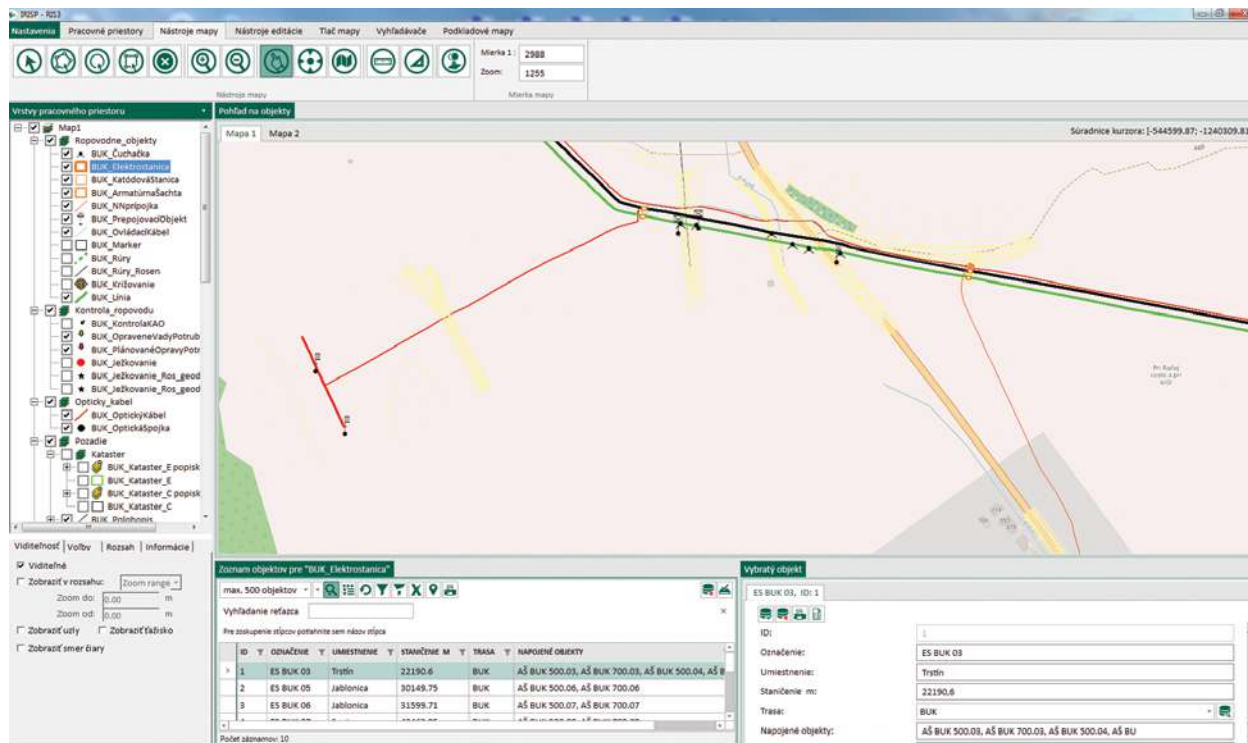 IRISP - RIS3
Nastavenia Pracovné priestory Nástroje mapy Nástroje editácie Tlač mapy Vyhľadávače Podkladové mapy
Mierka 1 : 2988
Zoom: 1255
Nástroje mapy Mierka mapy
Vrstvy pracovného priestoru
Map1
Ropovodne_objekty
BUK_Čuchačka
BUK_Elektrostanica
BUK_KatódováStanica
BUK_ArmatúrnaŠachta
BUK_NNprípojka
BUK_PrepojovaciObjekt
BUK_OvládacíKábel
BUK_Marker
BUK_Rúry
BUK_Rúry_Rosen
BUK_Križovanie
BUK_Línia
Kontrola_ropovodu
BUK_KontrolaKAO
BUK_OpraveneVadyPotrub
BUK_PlánovanéOpravyPotr
BUK_Ježkovanie
BUK_Ježkovanie_Ros_geod
BUK_Ježkovanie_Ros_geod
Opticky_kabel
BUK_OptickýKábel
BUK_OptickáSpojka
Pozadie
Kataster
BUK_Kataster_E popisk
BUK_Kataster_E
BUK_Kataster_C popisk
BUK_Kataster_C
BUK_Polohopis
Viditeľnosť Voľby Rozsah Informácie
Viditeľné
Zobraziť v rozsahu: Zoom range
Zoom do: 0.00 m
Zoom od: 0.00 m
Zobraziť uzly Zobraziť ťažisko
Zobraziť smer čiary
Pohľad na objekty
Mapa 1 Mapa 2
Súradnice kurzora: [-544599.87; -1240309.81
Zoznam objektov pre "BUK_Elektrostanica"
max. 500 objektov
Vyhľadanie reťazca
Pre zoskupenie stĺpcov potiahnite sem názov stĺpca
ID OZNAČENIE UMIESTNENIE STANIČENIE M TRASA NAPOJENÉ OBJEKTY
1 ES BUK 03 Trstín 22190.6 BUK AŠ BUK 500.03, AŠ BUK 700.03, AŠ BUK 500.04, AŠ B
2 ES BUK 05 Jablonica 30149.75 BUK AŠ BUK 500.06, AŠ BUK 700.06
3 ES BUK 06 Jablonica 31599.71 BUK AŠ BUK 500.07, AŠ BUK 700.07
Počet záznamov: 10
Vybratý objekt
ES BUK 03, ID: 1
ID: 1
Označenie: ES BUK 03
Umiestnenie: Trstín
Staničenie m: 22190,6
Trasa: BUK
Napojené objekty: AŠ BUK 500.03, AŠ BUK 700.03, AŠ BUK 500.04, AŠ BU